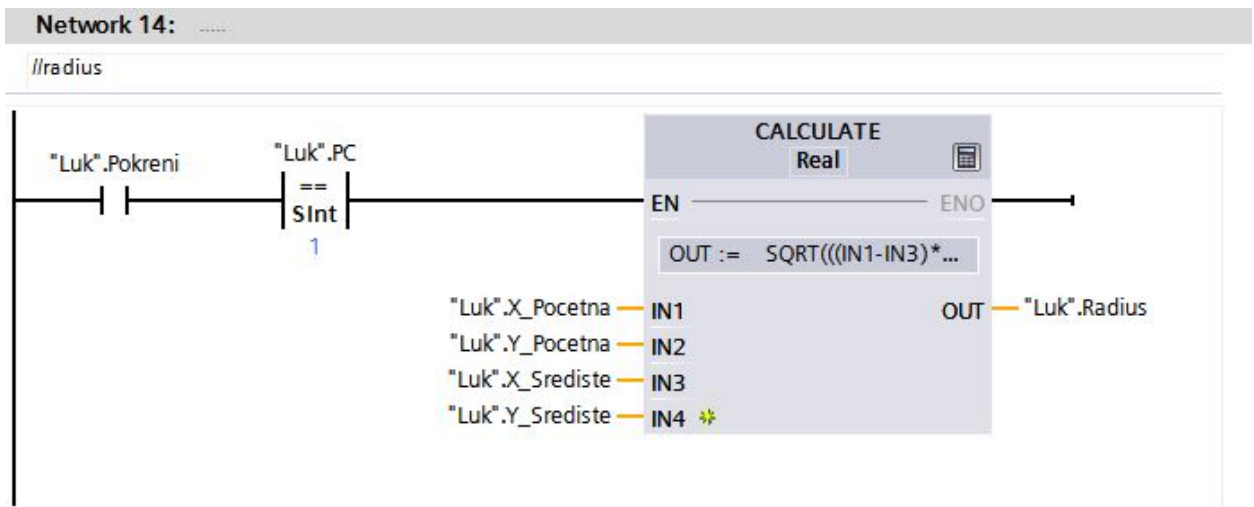 Network 14: .....
//radius
"Luk".Pokreni
"Luk".PC
==
SInt
1
CALCULATE
Real
EN
ENO
OUT := SQRT(((IN1-IN3)*...
"Luk".X_Pocetna IN1
OUT "Luk".Radius
"Luk".Y_Pocetna IN2
"Luk".X_Srediste IN3
"Luk".Y_Srediste IN4